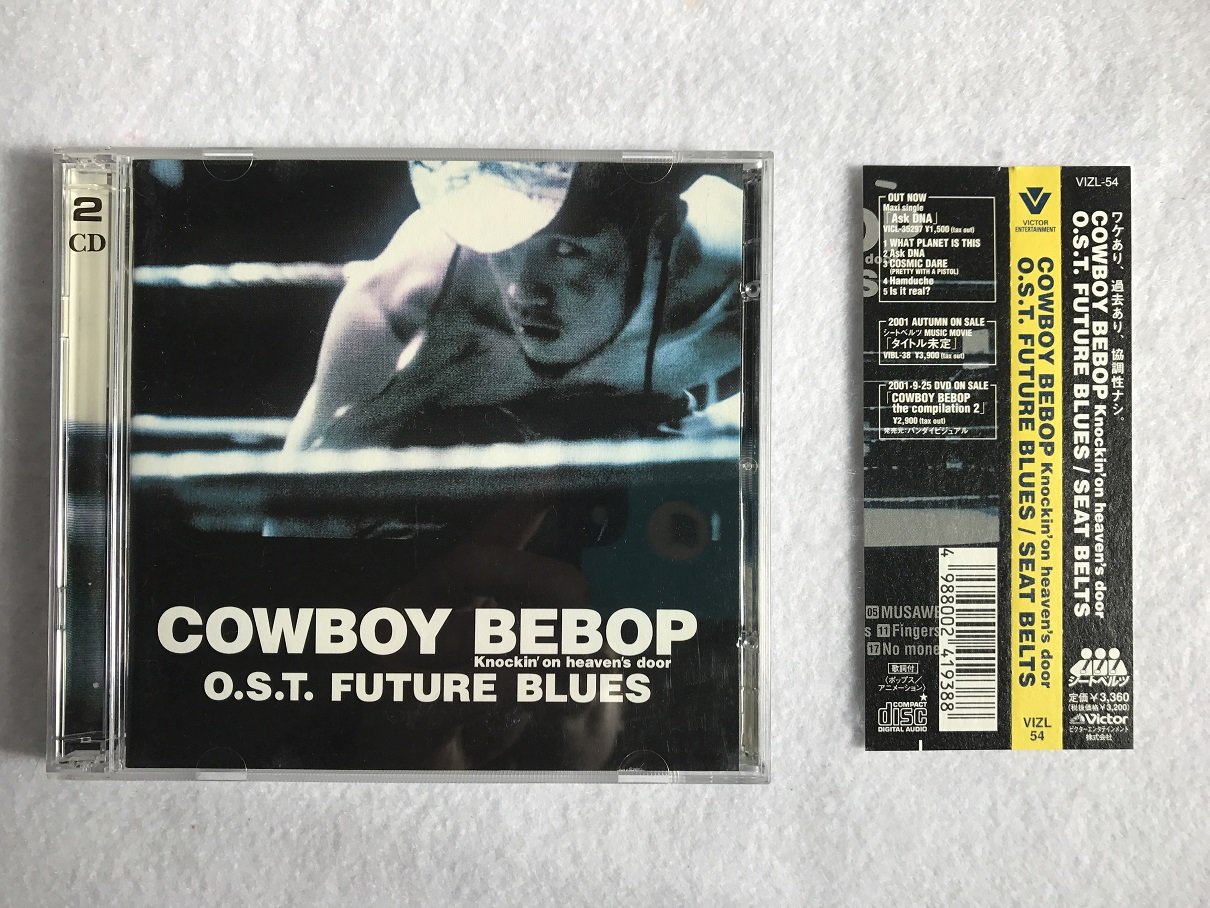 2
CD
COWBOY BEBOP
Knockin' on heaven's door
O.S.T. FUTURE BLUES
OUT NOW
Maxi single
「Ask DNA」
VICL-35297 ¥1,500 (tax out)
1 WHAT PLANET IS THIS
2 Ask DNA
3 COSMIC DARE
(PRETTY WITH A PISTOL)
4 Hamduche
5 Is it real?
2001 AUTUMN ON SALE
シートベルツ MUSIC MOVIE
「タイトル未定」
VIBL-38 ¥3,900 (tax out)
2001-9-25 DVD ON SALE
「COWBOY BEBOP
the compilation 2」
¥2,900 (tax out)
発売元:バンダイビジュアル
05 MUSAWE
s 11 Fingers
17 No mone
歌詞付
(ポップス/
アニメーション)
★
COMPACT
disc
DIGITAL AUDIO
4 988002 419388
VICTOR
ENTERTAINMENT
COWBOY BEBOP Knockin' on heaven's door
O.S.T. FUTURE BLUES / SEAT BELTS
VIZL
54
VIZL-54
ワケあり、過去あり、協調性ナシ。
COWBOY BEBOP Knockin' on heaven's door
O.S.T. FUTURE BLUES / SEAT BELTS
シートベルツ
定価¥3,360
(税抜価格¥3,200)
Victor
ビクターエンタテインメント
株式会社